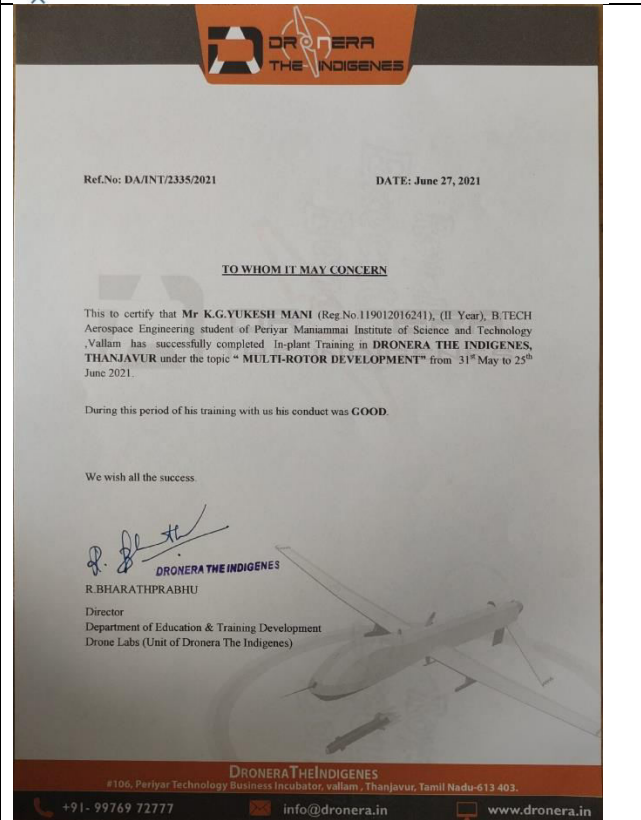 DRONERA
THE INDIGENES
Ref.No: DA/INT/2335/2021 DATE: June 27, 2021
TO WHOM IT MAY CONCERN
This to certify that Mr K.G.YUKESH MANI (Reg.No.119012016241), (II Year), B.TECH
Aerospace Engineering student of Periyar Maniammai Institute of Science and Technology
,Vallam has successfully completed In-plant Training in DRONERA THE INDIGENES,
THANJAVUR under the topic “ MULTI-ROTOR DEVELOPMENT” from 31st May to 25th
June 2021.
During this period of his training with us his conduct was GOOD.
We wish all the success.
R. Bharath
DRONERA THE INDIGENES
R.BHARATHPRABHU
Director
Department of Education & Training Development
Drone Labs (Unit of Dronera The Indigenes)
DRONERATHEINDIGENES
#106, Periyar Technology Business Incubator, vallam , Thanjavur, Tamil Nadu-613 403.
+91- 99769 72777 info@dronera.in www.dronera.in